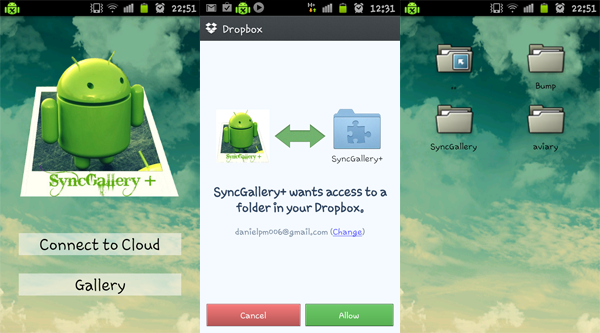 22:51
SyncGallery +
Connect to Cloud
Gallery
12:31
Dropbox
SyncGallery +
SyncGallery+
SyncGallery+ wants access to a
folder in your Dropbox.
danielpm006@gmail.com (Change)
Cancel
Allow
22:51
..
Bump
SyncGallery
aviary